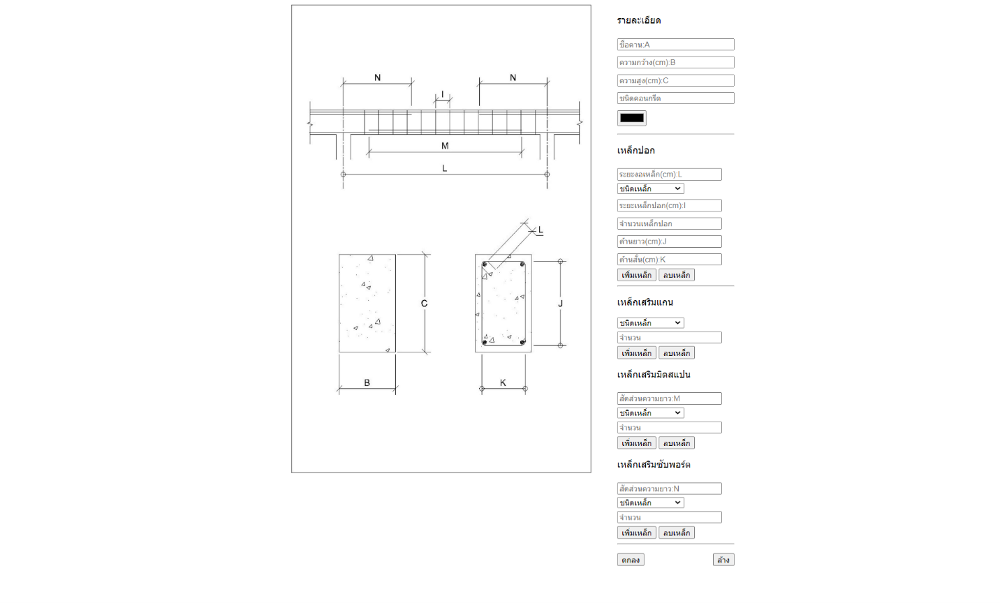 N
N
I
M
L
L
C
J
B
K
รายละเอียด
ชื่อคาน:A
ความกว้าง(cm):B
ความสูง(cm):C
ชนิดคอนกรีต
เหล็กปอก
ระยะงอเหล็ก(cm):L
ชนิดเหล็ก
ระยะเหล็กปอก(cm):I
จำนวนเหล็กปอก
ด้านยาว(cm):J
ด้านสั้น(cm):K
เพิ่มเหล็ก ลบเหล็ก
เหล็กเสริมแกน
ชนิดเหล็ก
จำนวน
เพิ่มเหล็ก ลบเหล็ก
เหล็กเสริมมิดสแปน
สัดส่วนความยาว:M
ชนิดเหล็ก
จำนวน
เพิ่มเหล็ก ลบเหล็ก
เหล็กเสริมซัพพอร์ต
สัดส่วนความยาว:N
ชนิดเหล็ก
จำนวน
เพิ่มเหล็ก ลบเหล็ก
ตกลง ล้าง